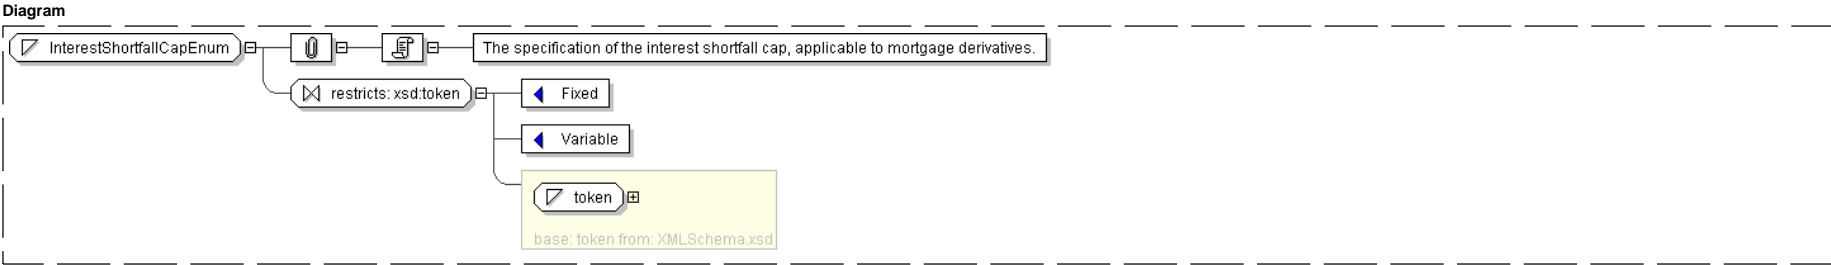 Diagram
InterestShortfallCapEnum
The specification of the interest shortfall cap, applicable to mortgage derivatives.
restricts: xsd:token
Fixed
Variable
token
base: token from: XMLSchema.xsd